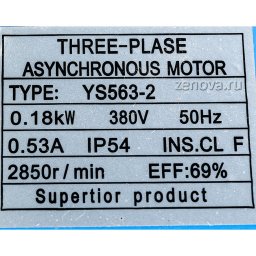 THREE-PLASE
ASYNCHRONOUS MOTOR
zenova.ru
TYPE: YS563-2
0.18kW 380V 50Hz
0.53A IP54 INS.CL F
2850r/min EFF:69%
Supertior product